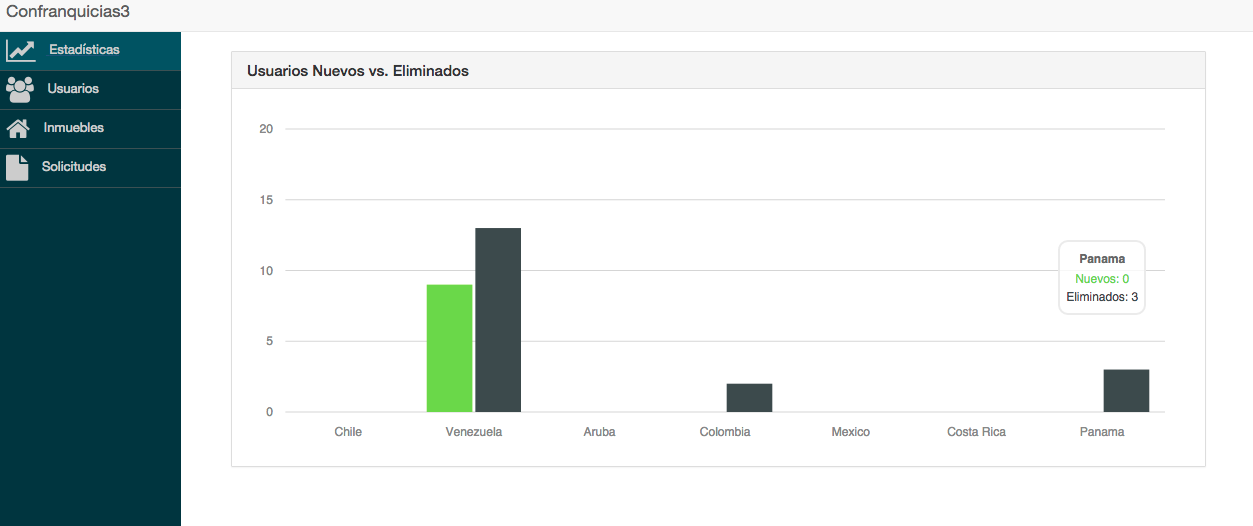 Confranquicias3
Estadísticas
Usuarios
Inmuebles
Solicitudes
Usuarios Nuevos vs. Eliminados
20
15
10
5
0
Panama
Nuevos: 0
Eliminados: 3
Chile Venezuela Aruba Colombia Mexico Costa Rica Panama